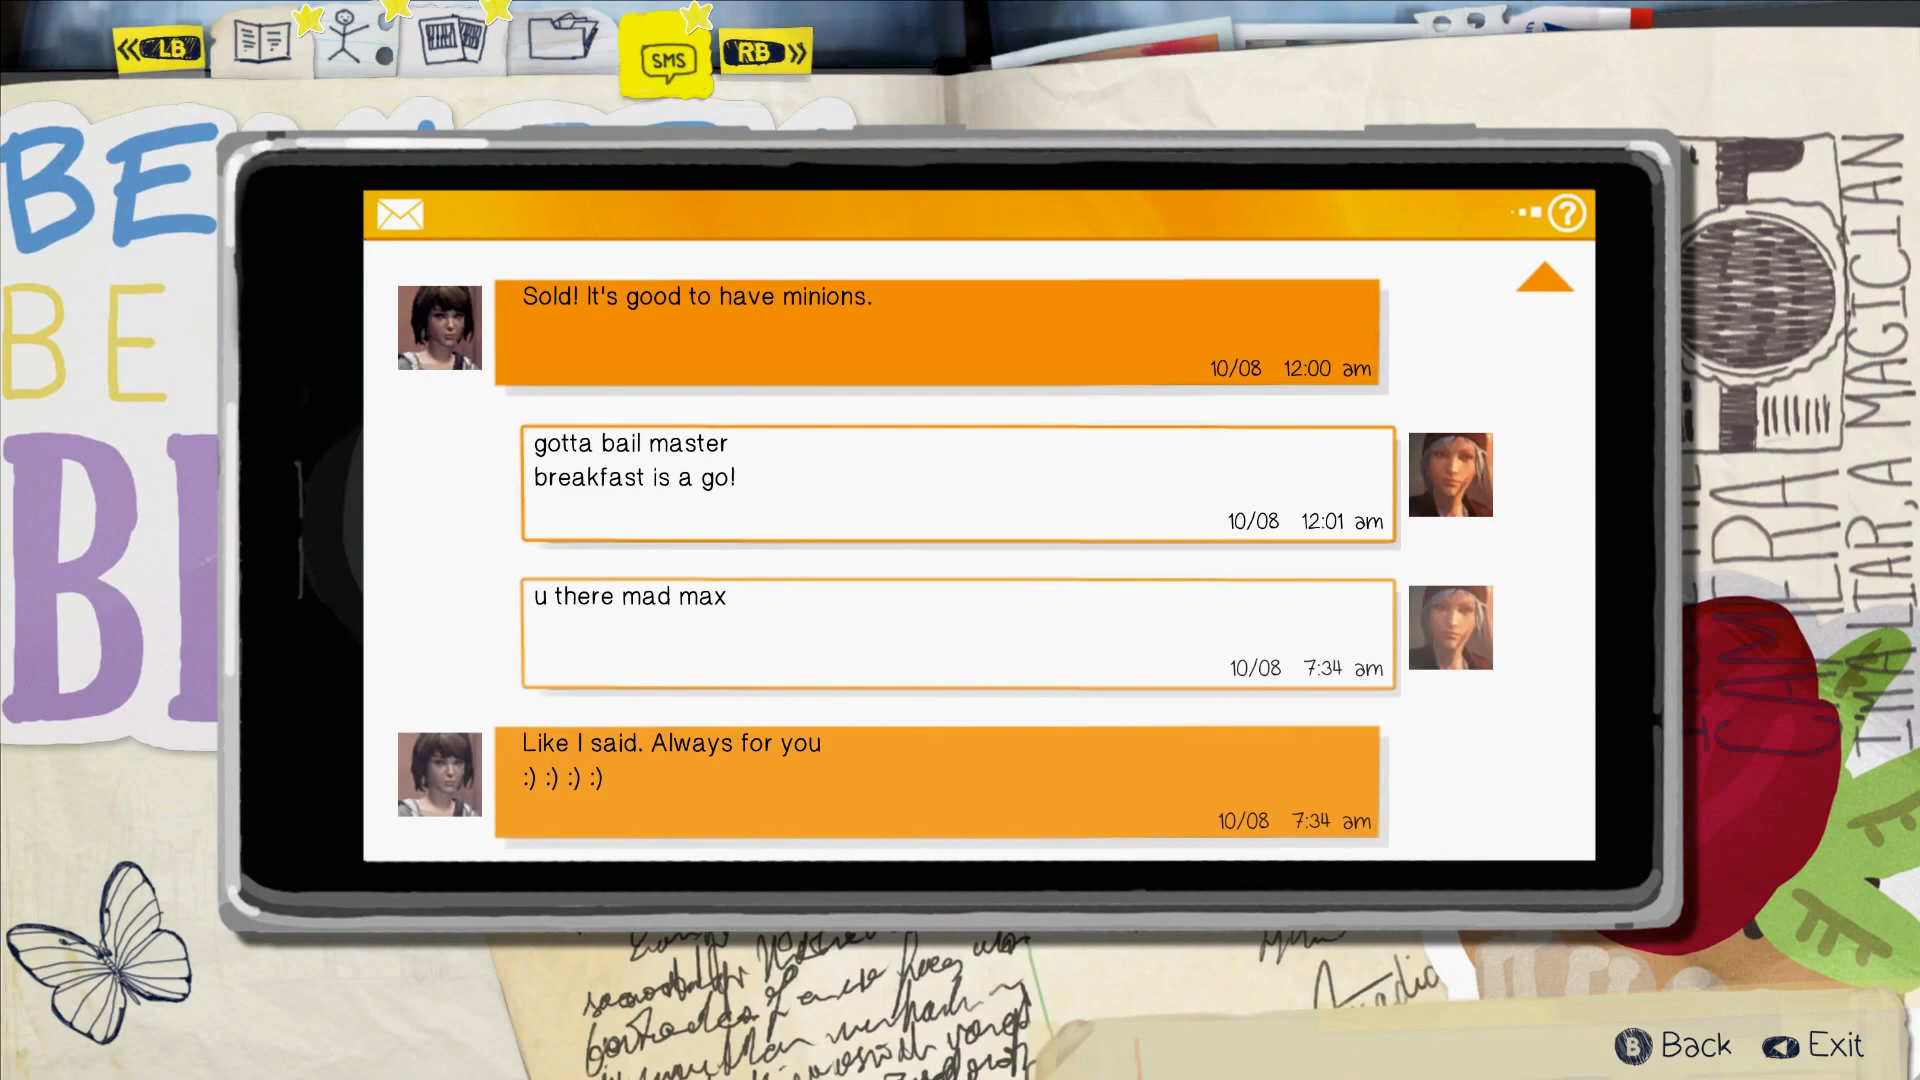 LB
SMS
RB
BE
BE
?
Sold! It's good to have minions.
10/08 12:00 am
gotta bail master
breakfast is a go!
10/08 12:01 am
u there mad max
10/08 7:34 am
Like I said. Always for you
:) :) :) :)
10/08 7:34 am
I'M A LIAR, A MAGICIAN
B Back
Exit